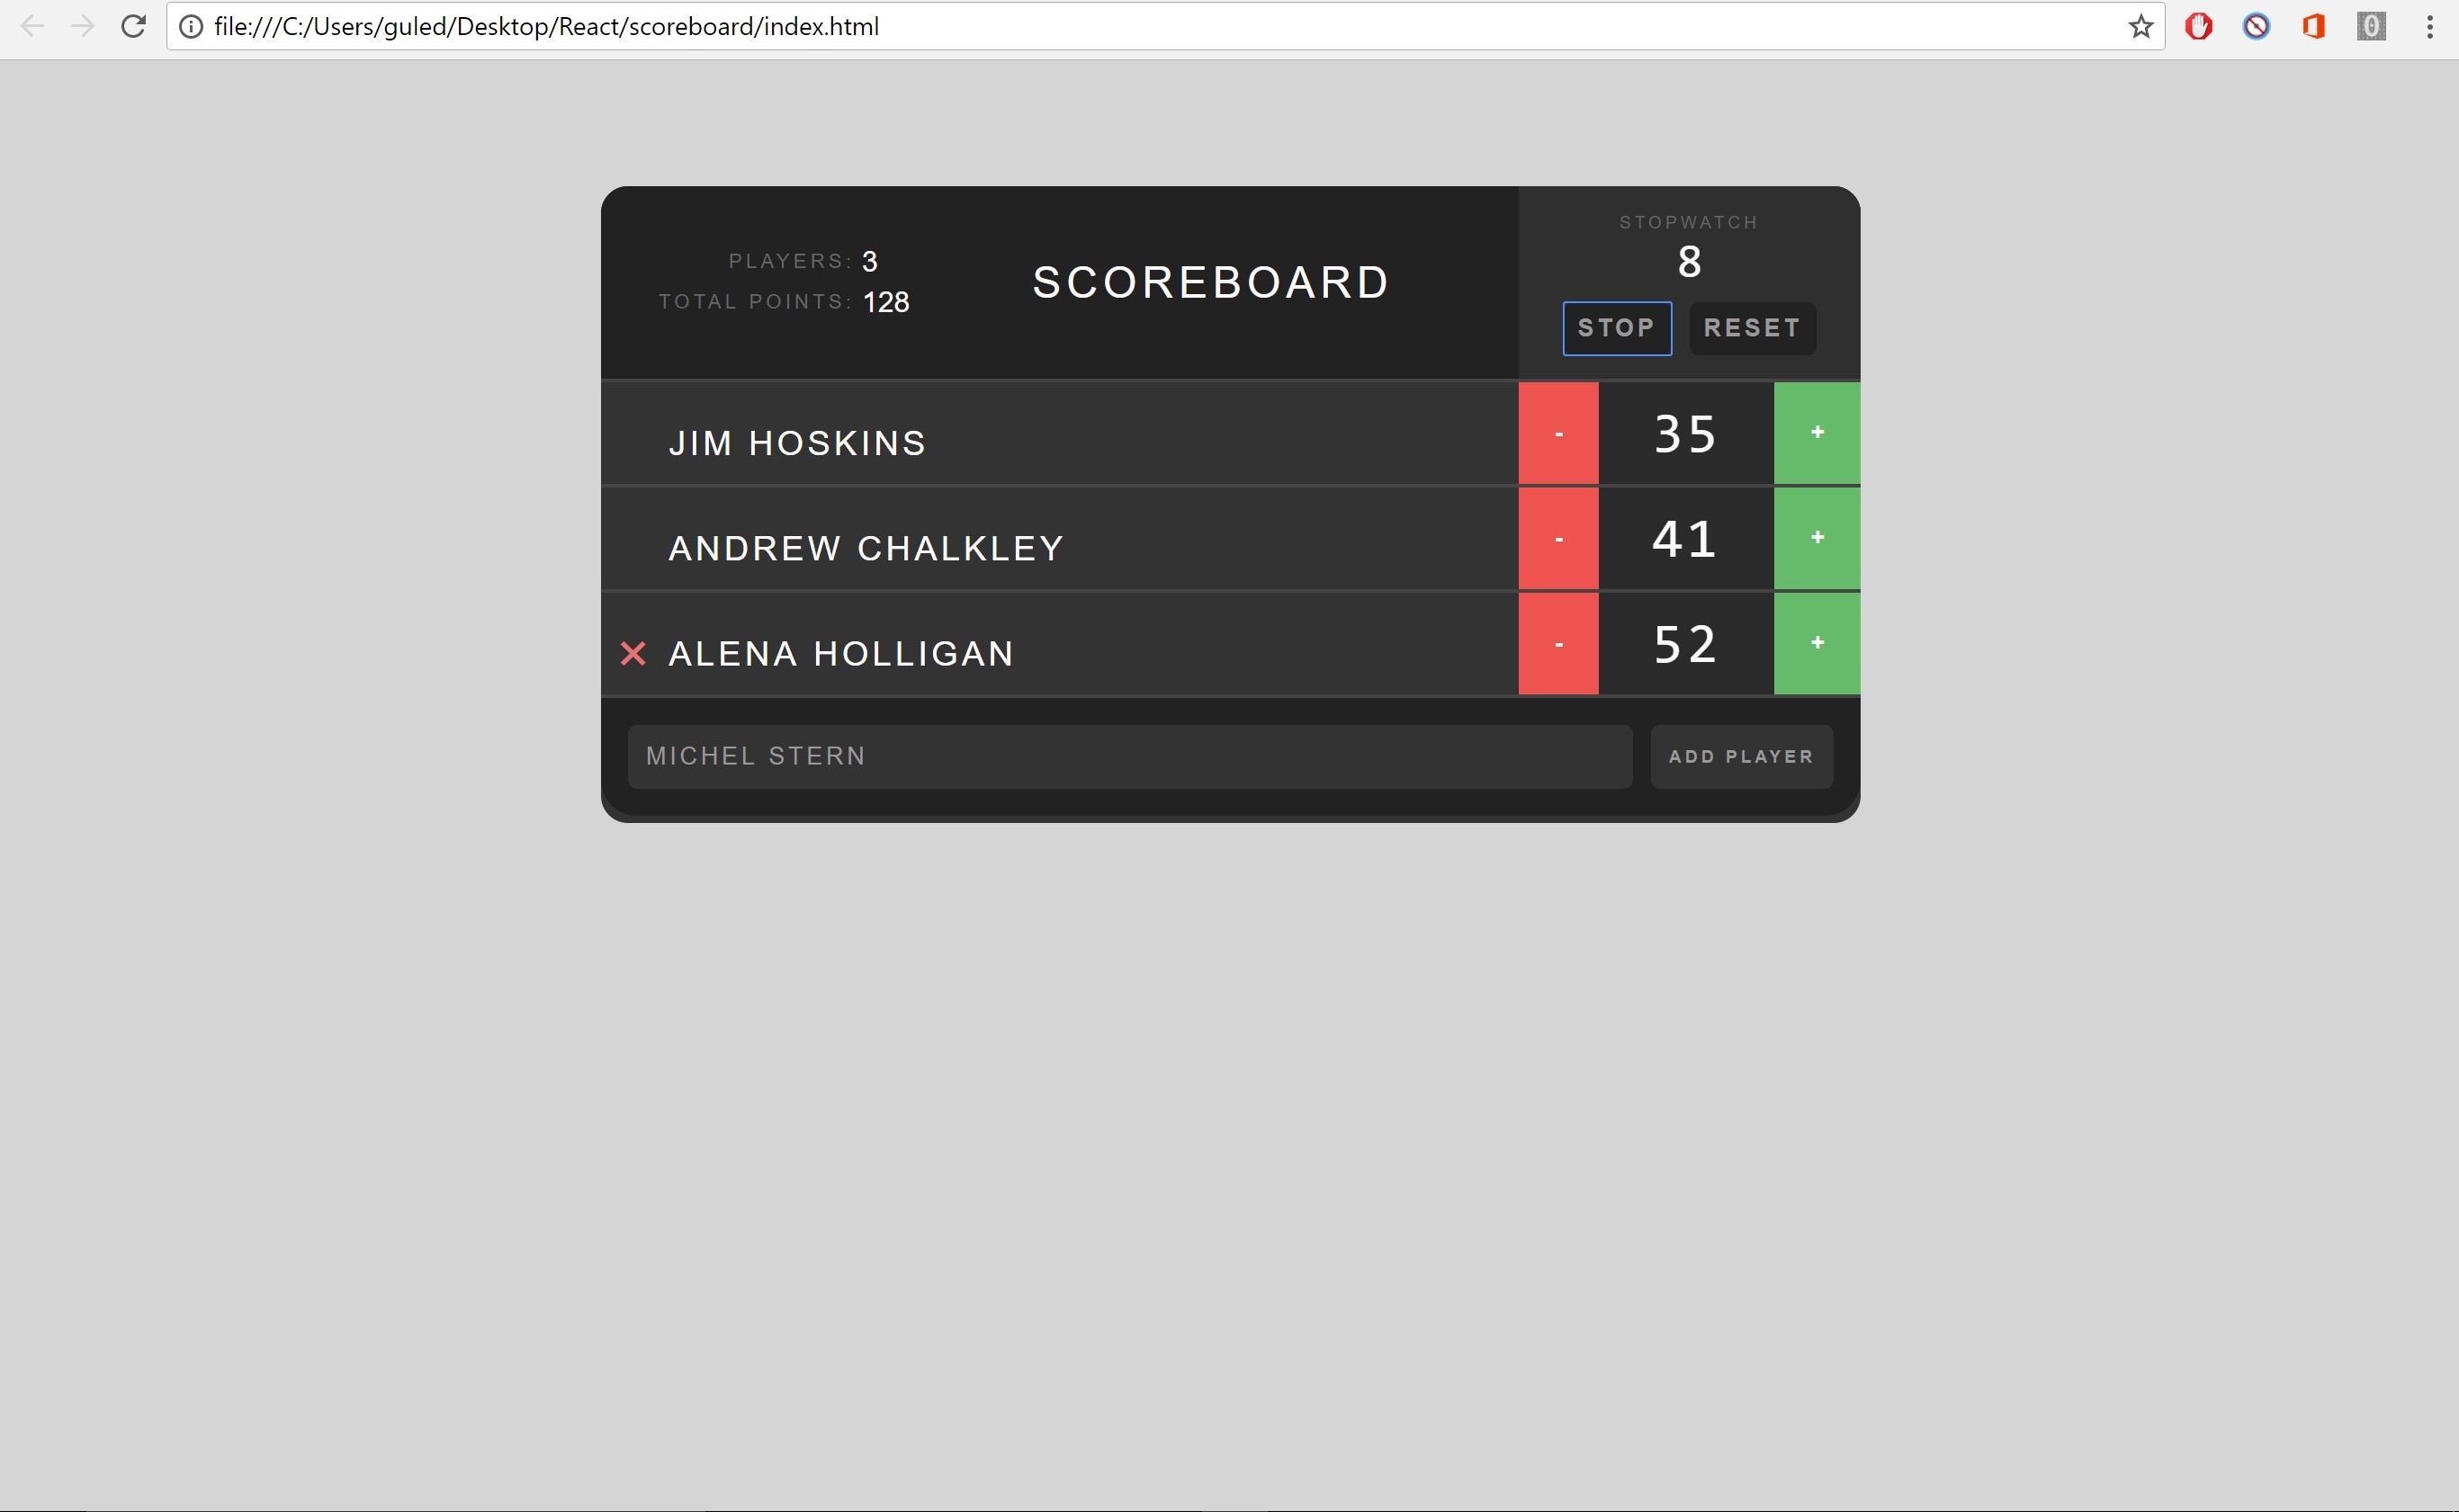 file:///C:/Users/guled/Desktop/React/scoreboard/index.html
PLAYERS: 3
TOTAL POINTS: 128
SCOREBOARD
STOPWATCH
8
STOP RESET
JIM HOSKINS - 35 +
ANDREW CHALKLEY - 41 +
✕ ALENA HOLLIGAN - 52 +
MICHEL STERN ADD PLAYER